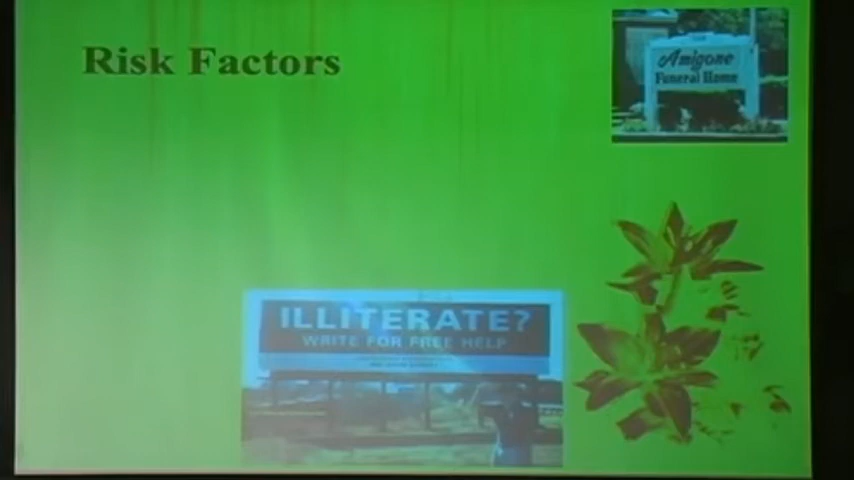 Risk Factors
Amigone
Funeral Home
ILLITERATE?
WRITE FOR FREE HELP